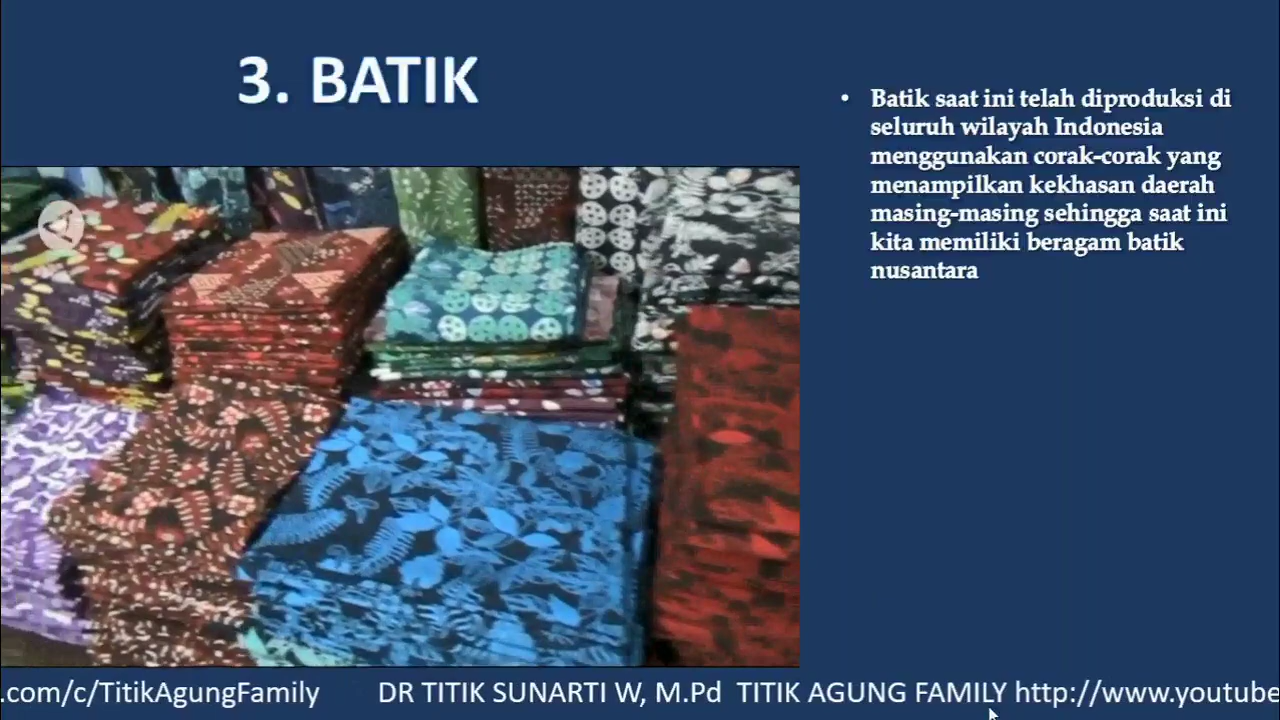 3. BATIK
• Batik saat ini telah diproduksi di
seluruh wilayah Indonesia
menggunakan corak-corak yang
menampilkan kekhasan daerah
masing-masing sehingga saat ini
kita memiliki beragam batik
nusantara
.com/c/TitikAgungFamily DR TITIK SUNARTI W, M.Pd TITIK AGUNG FAMILY http://www.youtube